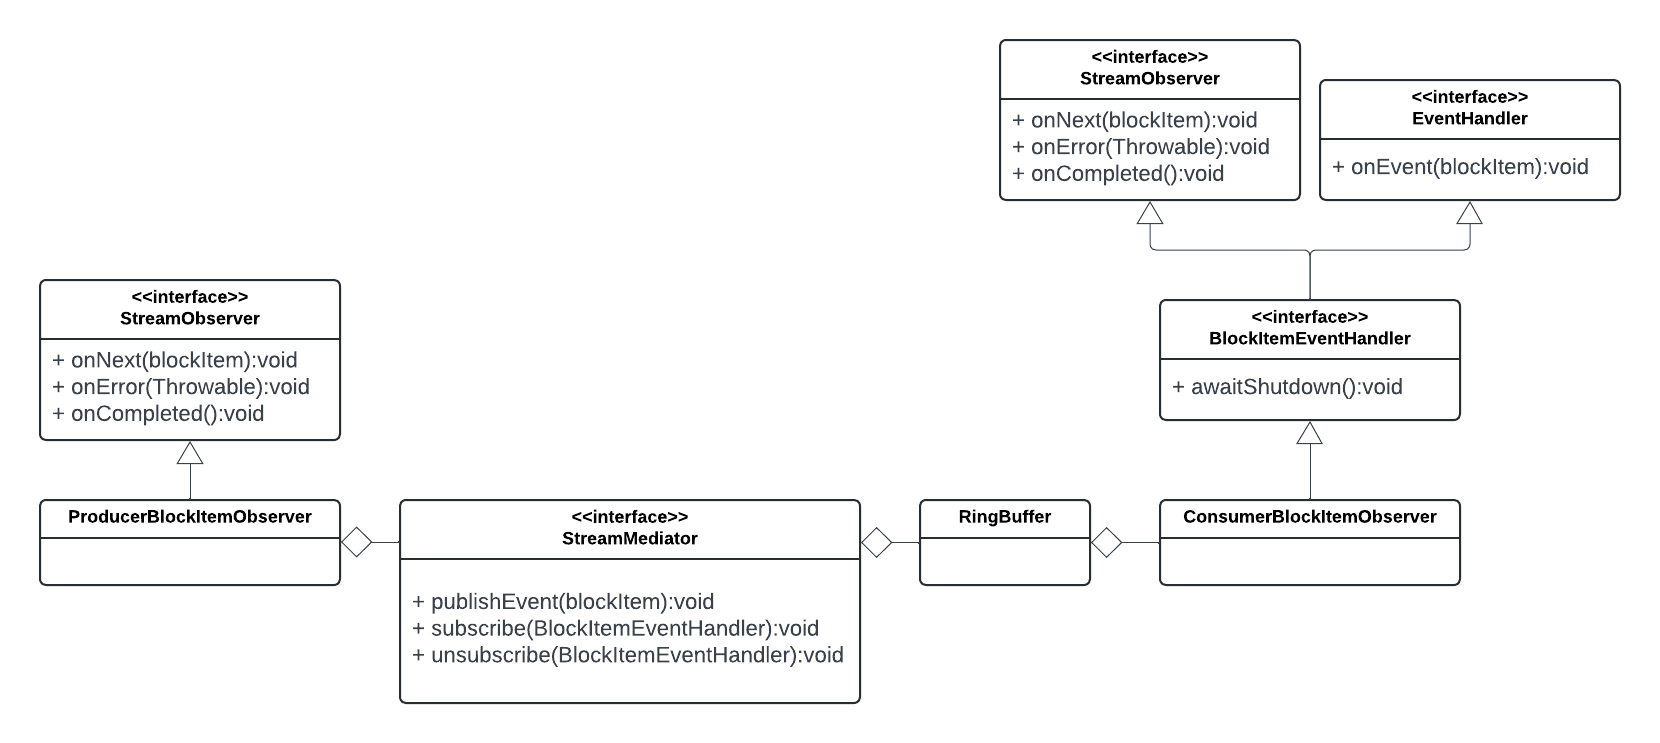 <<interface>>
StreamObserver
+ onNext(blockItem):void
+ onError(Throwable):void
+ onCompleted():void
<<interface>>
EventHandler
+ onEvent(blockItem):void
<<interface>>
StreamObserver
+ onNext(blockItem):void
+ onError(Throwable):void
+ onCompleted():void
<<interface>>
BlockItemEventHandler
+ awaitShutdown():void
ProducerBlockItemObserver
<<interface>>
StreamMediator
+ publishEvent(blockItem):void
+ subscribe(BlockItemEventHandler):void
+ unsubscribe(BlockItemEventHandler):void
RingBuffer
ConsumerBlockItemObserver